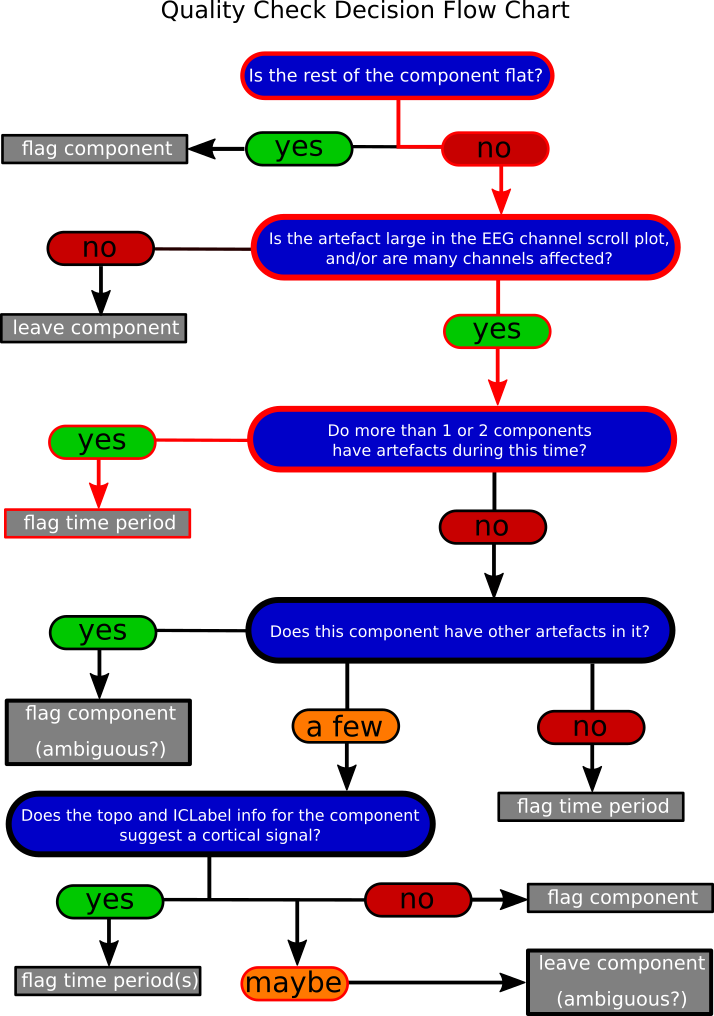 Quality Check Decision Flow Chart
Is the rest of the component flat?
flag component
yes
no
no
Is the artefact large in the EEG channel scroll plot,
and/or are many channels affected?
leave component
yes
yes
Do more than 1 or 2 components
have artefacts during this time?
flag time period
no
yes
Does this component have other artefacts in it?
flag component
(ambiguous?)
a few
no
flag time period
Does the topo and ICLabel info for the component
suggest a cortical signal?
yes
no
flag component
flag time period(s)
maybe
leave component
(ambiguous?)